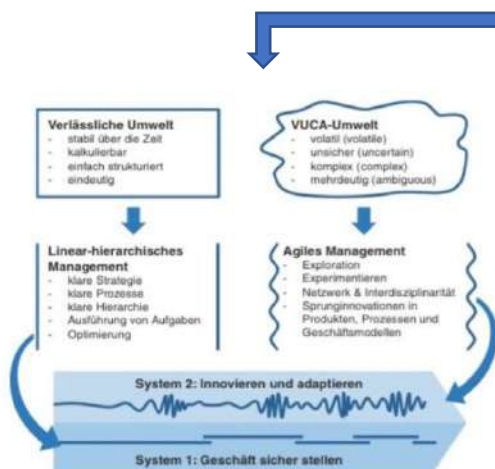 Verlässliche Umwelt
- stabil über die Zeit
- kalkulierbar
- einfach strukturiert
- eindeutig
VUCA-Umwelt
- volatil (volatile)
- unsicher (uncertain)
- komplex (complex)
- mehrdeutig (ambiguous)
Linear-hierarchisches
Management
- klare Strategie
- klare Prozesse
- klare Hierarchie
- Ausführung von Aufgaben
- Optimierung
Agiles Management
- Exploration
- Experimentieren
- Netzwerk & Interdisziplinarität
- Sprunginnovationen in
Produkten, Prozessen und
Geschäftsmodellen
System 2: Innovieren und adaptieren
System 1: Geschäft sicher stellen